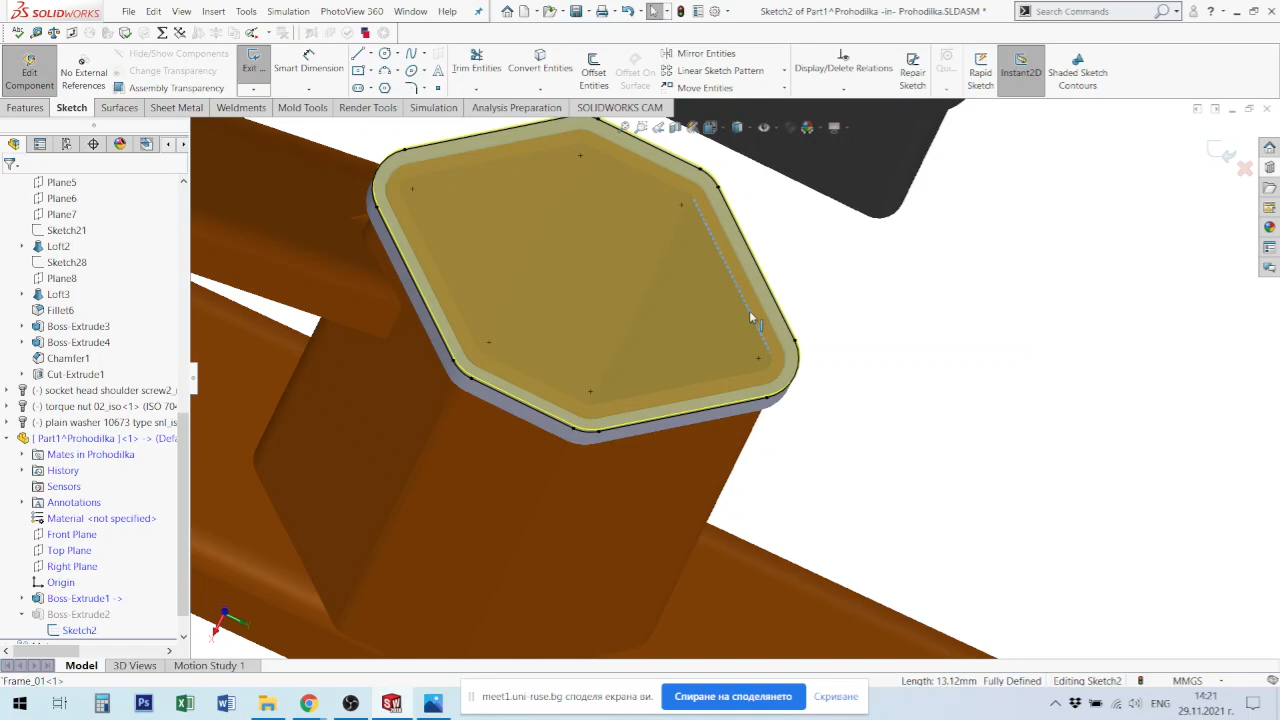 SOLIDWORKS File Edit View Insert Tools Simulation PHOTOWORKS Window Help Sketch2 of Part1^Prohodilka -in- Prohodilka.SLDASM * Search Commands
Edit Component
No External References
Hide/Show Components
Change Transparency
Assembly Transparency
Exit ...
Smart Dimension
Trim Entities
Convert Entities
Offset Entities
Offset On Surface
Mirror Entities
Linear Sketch Pattern
Move Entities
Display/Delete Relations
Repair Sketch
Qui...
Rapid Sketch
Instant2D
Shaded Sketch Contours
Features Sketch Surfaces Sheet Metal Weldments Mold Tools Render Tools Simulation Analysis Preparation SOLIDWORKS CAM
Plane5
Plane6
Plane7
Sketch21
Loft2
Sketch28
Plane8
Loft3
Fillet6
Boss-Extrude3
Boss-Extrude4
Chamfer1
Cut-Extrude1
(-) socket head shoulder screw2_
(-) torque nut 02_iso<1> (ISO 704
(-) plain washer 10673 type snl_is
[ Part1^Prohodilka ]<1> -> (Defa
Mates in Prohodilka
History
Sensors
Annotations
Material <not specified>
Front Plane
Top Plane
Right Plane
Origin
Boss-Extrude1 ->
Boss-Extrude2
Sketch2
Model 3D Views Motion Study 1
'Frame_01<1>
Length: 13.12mm Fully Defined Editing Sketch2 MMGS
meet1.uni-ruse.bg споделя екрана ви. Спиране на споделянето Скриване
ENG
14:21
29.11.2021 г.